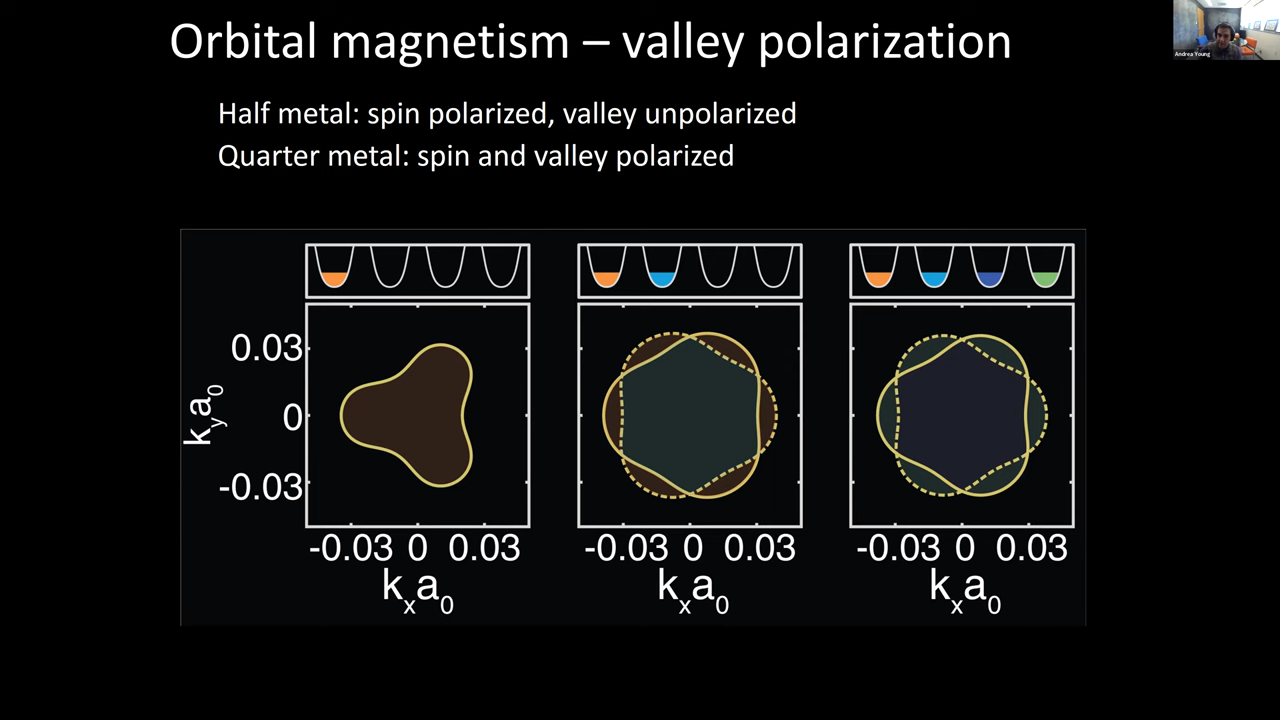 Orbital magnetism – valley polarization
Andrea Young
Half metal: spin polarized, valley unpolarized
Quarter metal: spin and valley polarized
0.03
0
-0.03
kya0
-0.03 0 0.03
-0.03 0 0.03
-0.03 0 0.03
kxa0
kxa0
kxa0